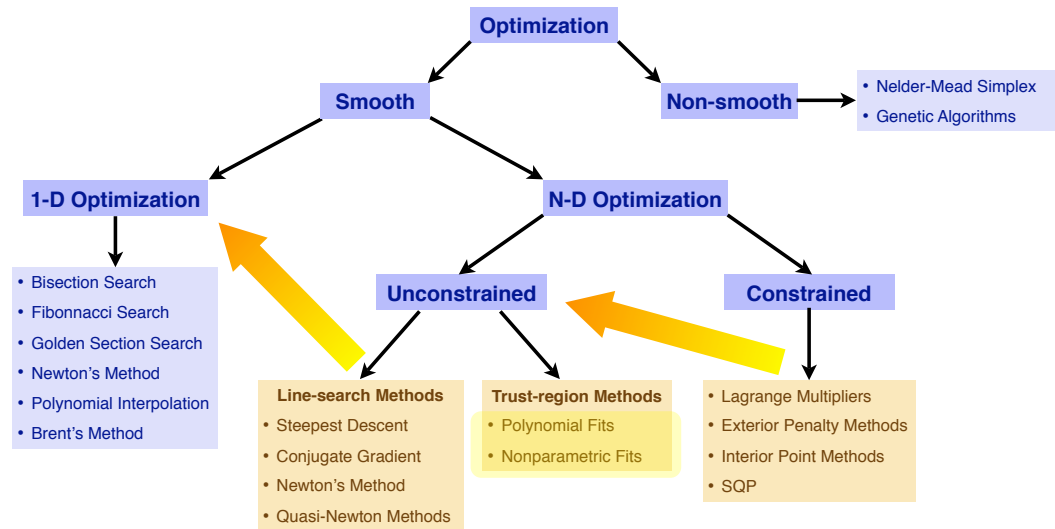 Optimization
Smooth
Non-smooth
• Nelder-Mead Simplex
• Genetic Algorithms
1-D Optimization
N-D Optimization
• Bisection Search
• Fibonnacci Search
• Golden Section Search
• Newton's Method
• Polynomial Interpolation
• Brent's Method
Unconstrained
Constrained
Line-search Methods
• Steepest Descent
• Conjugate Gradient
• Newton's Method
• Quasi-Newton Methods
Trust-region Methods
• Polynomial Fits
• Nonparametric Fits
• Lagrange Multipliers
• Exterior Penalty Methods
• Interior Point Methods
• SQP